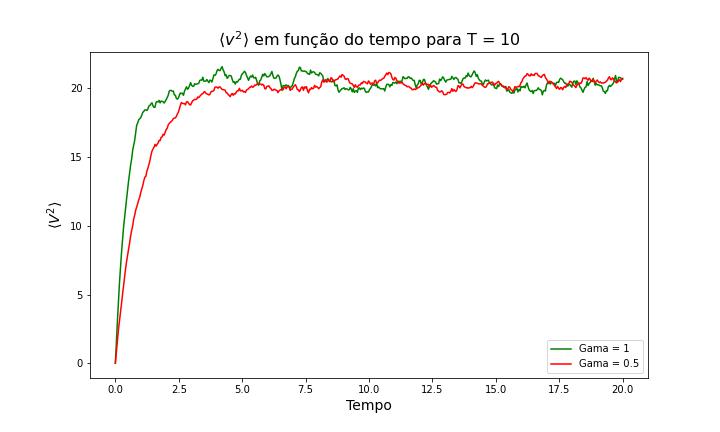 ⟨v²⟩ em função do tempo para T = 10
⟨v²⟩
20
15
10
5
0
0.0 2.5 5.0 7.5 10.0 12.5 15.0 17.5 20.0
Tempo
Gama = 1
Gama = 0.5